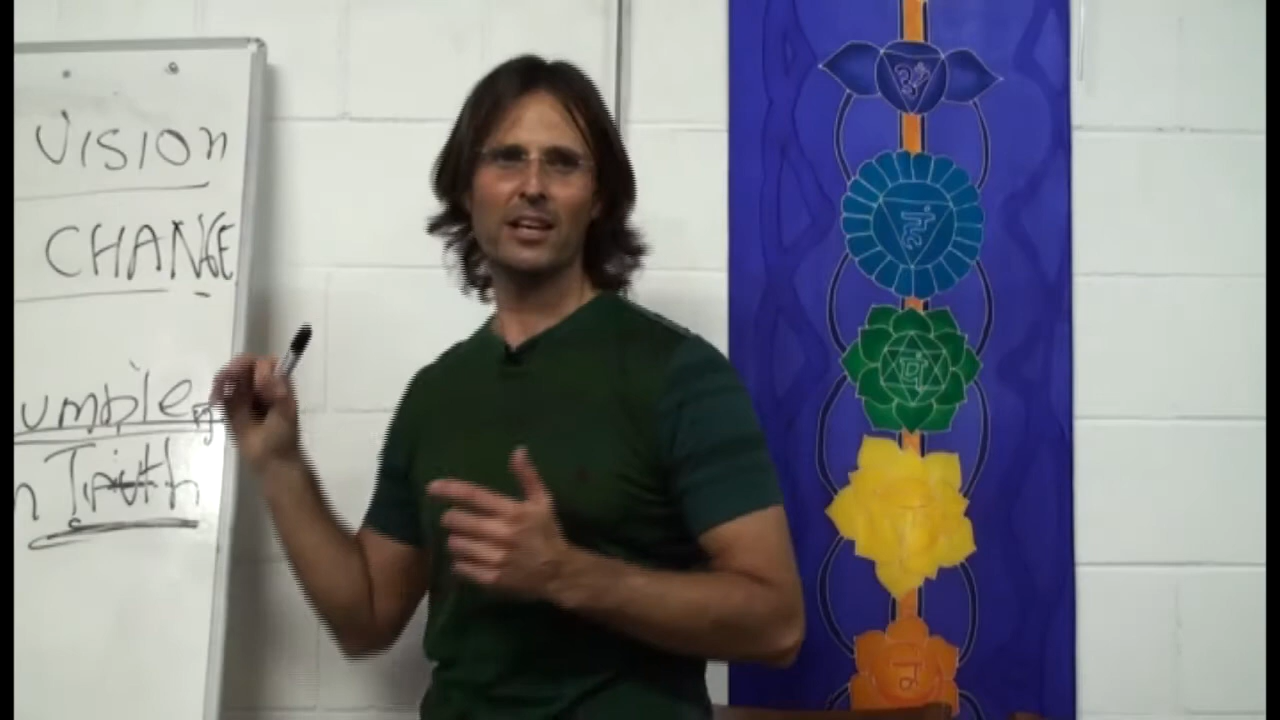 VISION
CHANGE
umble
n Truth
ॐ
हं
यं